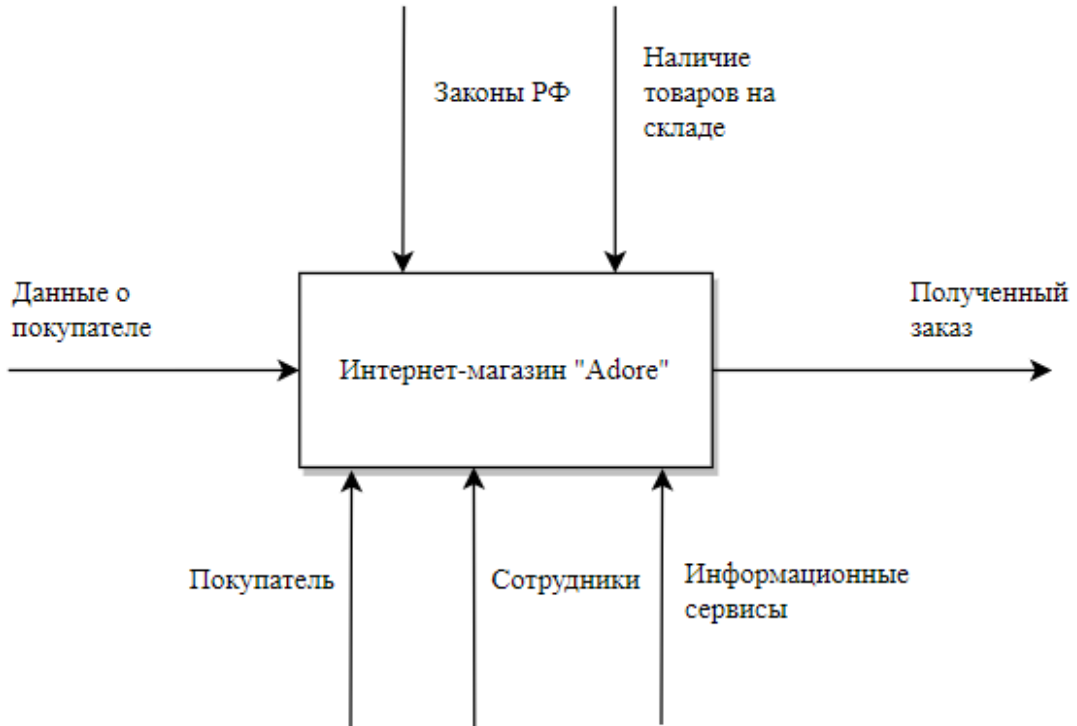 Законы РФ
Наличие
товаров на
складе
Данные о
покупателе
Интернет-магазин "Adore"
Полученный
заказ
Покупатель
Сотрудники
Информационные
сервисы